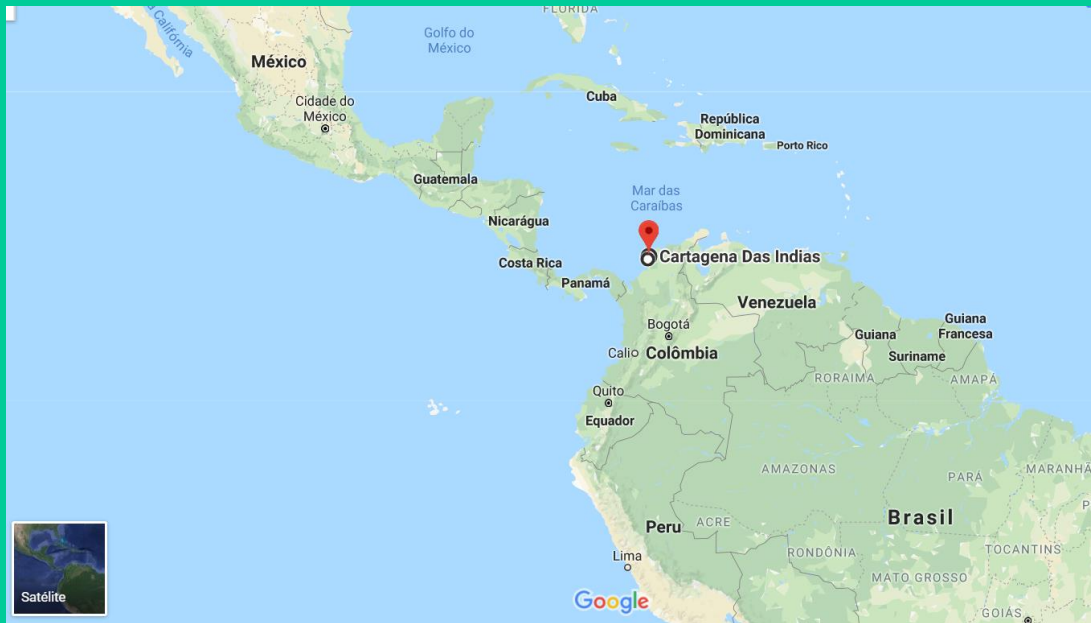 FLORIDA
Califórnia
Golfo do
México
México
Cidade do
México
Cuba
República
Dominicana
Porto Rico
Guatemala
Mar das
Caraíbas
Nicarágua
Costa Rica
Cartagena Das Indias
Panamá
Venezuela
Bogotá
Guiana
Guiana
Francesa
Cali
Colômbia
Suriname
RORAIMA
AMAPÁ
Quito
Equador
AMAZONAS
PARÁ
MARANHÃ
Brasil
Peru
ACRE
P
Lima
RONDÔNIA
TOCANTINS
MATO GROSSO
Satélite
Google
GOIÁS